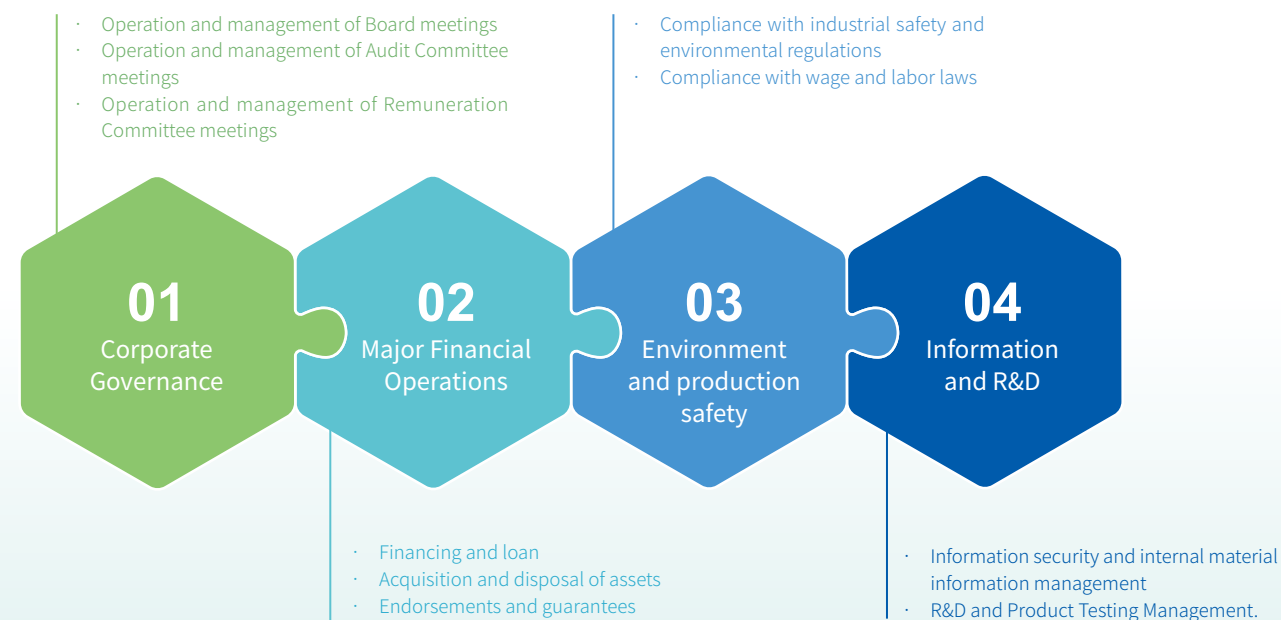 · Operation and management of Board meetings
· Operation and management of Audit Committee
meetings
· Operation and management of Remuneration
Committee meetings
· Compliance with industrial safety and
environmental regulations
· Compliance with wage and labor laws
01
Corporate
Governance
02
Major Financial
Operations
03
Environment
and production
safety
04
Information
and R&D
· Financing and loan
· Acquisition and disposal of assets
· Endorsements and guarantees
· Information security and internal material
information management
· R&D and Product Testing Management.